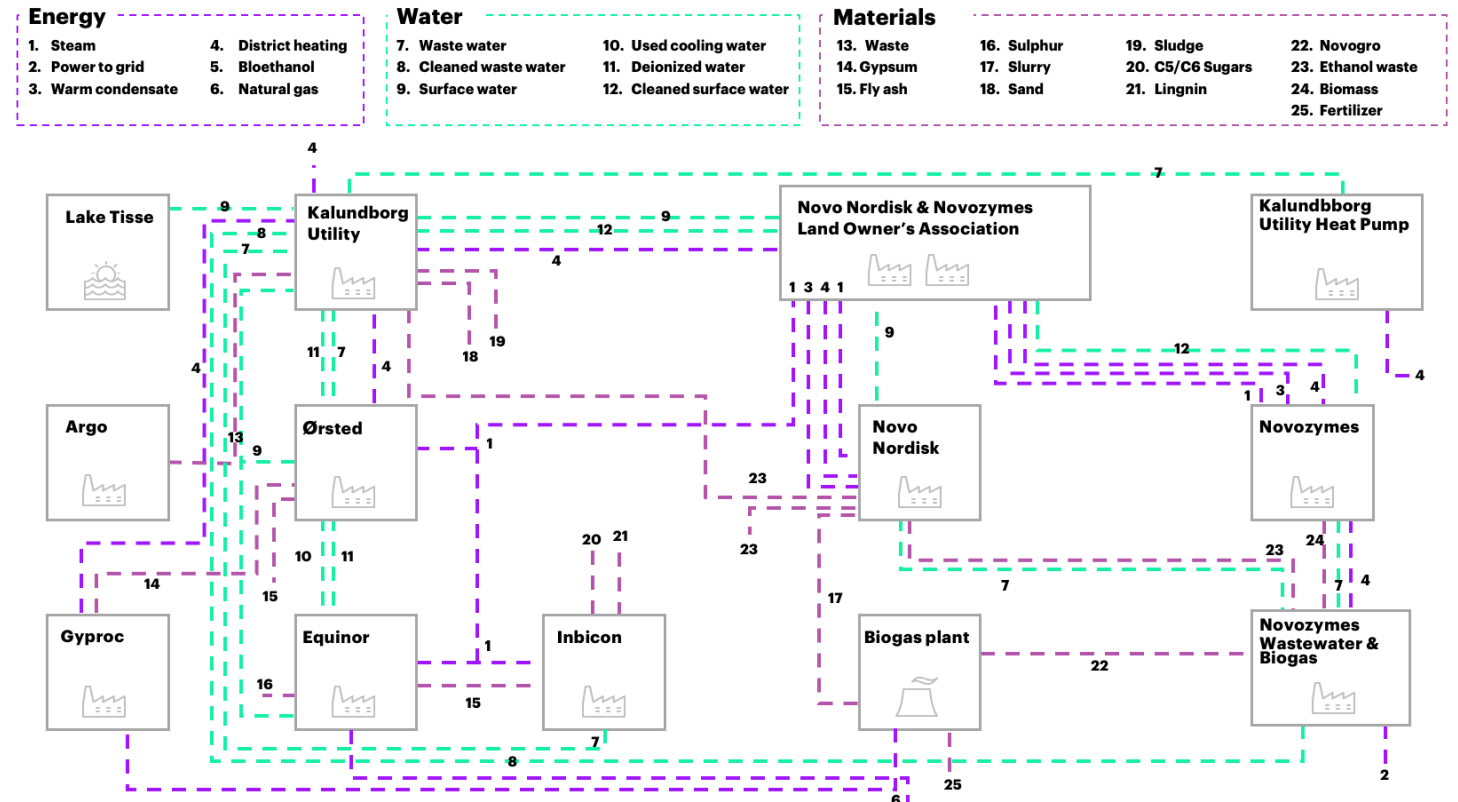 Energy
1. Steam
2. Power to grid
3. Warm condensate
4. District heating
5. Bloethanol
6. Natural gas
Water
7. Waste water
8. Cleaned waste water
9. Surface water
10. Used cooling water
11. Deionized water
12. Cleaned surface water
Materials
13. Waste
14. Gypsum
15. Fly ash
16. Sulphur
17. Slurry
18. Sand
19. Sludge
20. C5/C6 Sugars
21. Lingnin
22. Novogro
23. Ethanol waste
24. Biomass
25. Fertilizer
4
7
Lake Tisse
9
8
7
Kalundborg
Utility
9
12
4
Novo Nordisk & Novozymes
Land Owner's Association
1 3 4 1
Kalundbborg
Utility Heat Pump
9
12
4
11
7
4
4
18
19
1
3
4
Argo
13
9
Ørsted
1
23
23
Novo
Nordisk
Novozymes
14
15
10
11
20
21
17
7
23
24
7
4
Gyproc
16
Equinor
1
15
Inbicon
7
8
Biogas plant
22
Novozymes
Wastewater &
Biogas
25
6
2